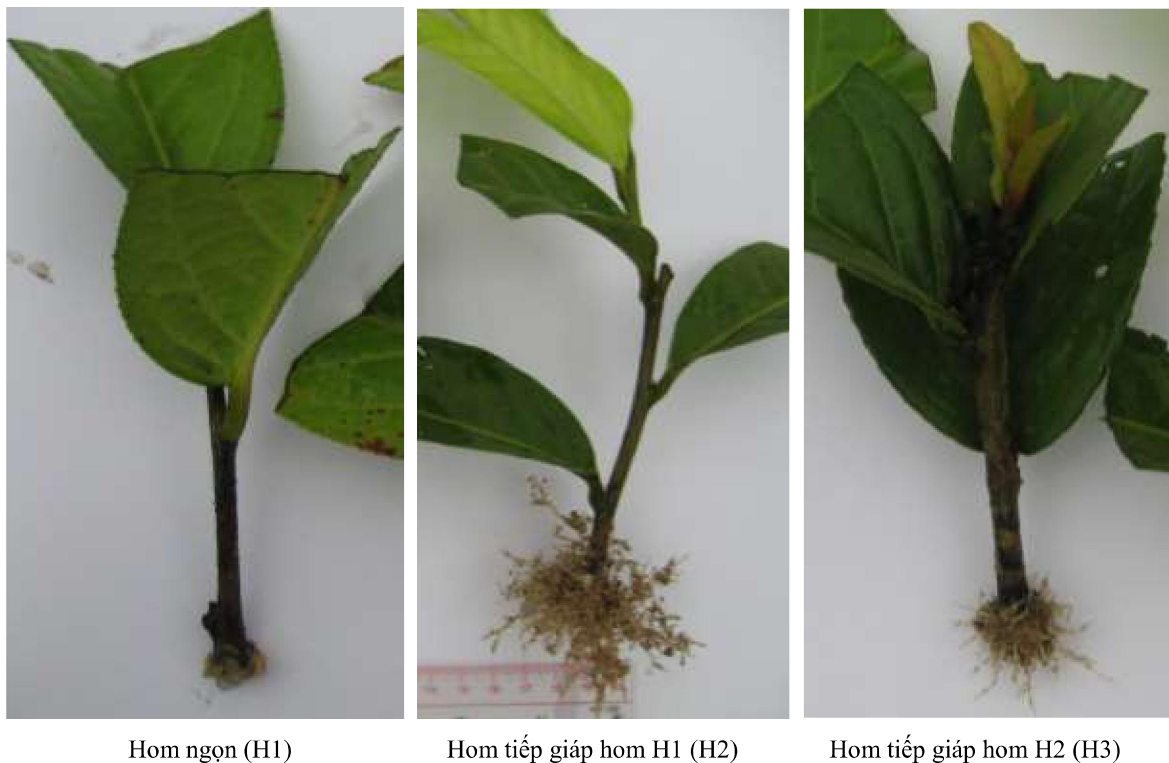 Hom ngọn (H1)
Hom tiếp giáp hom H1 (H2)
Hom tiếp giáp hom H2 (H3)